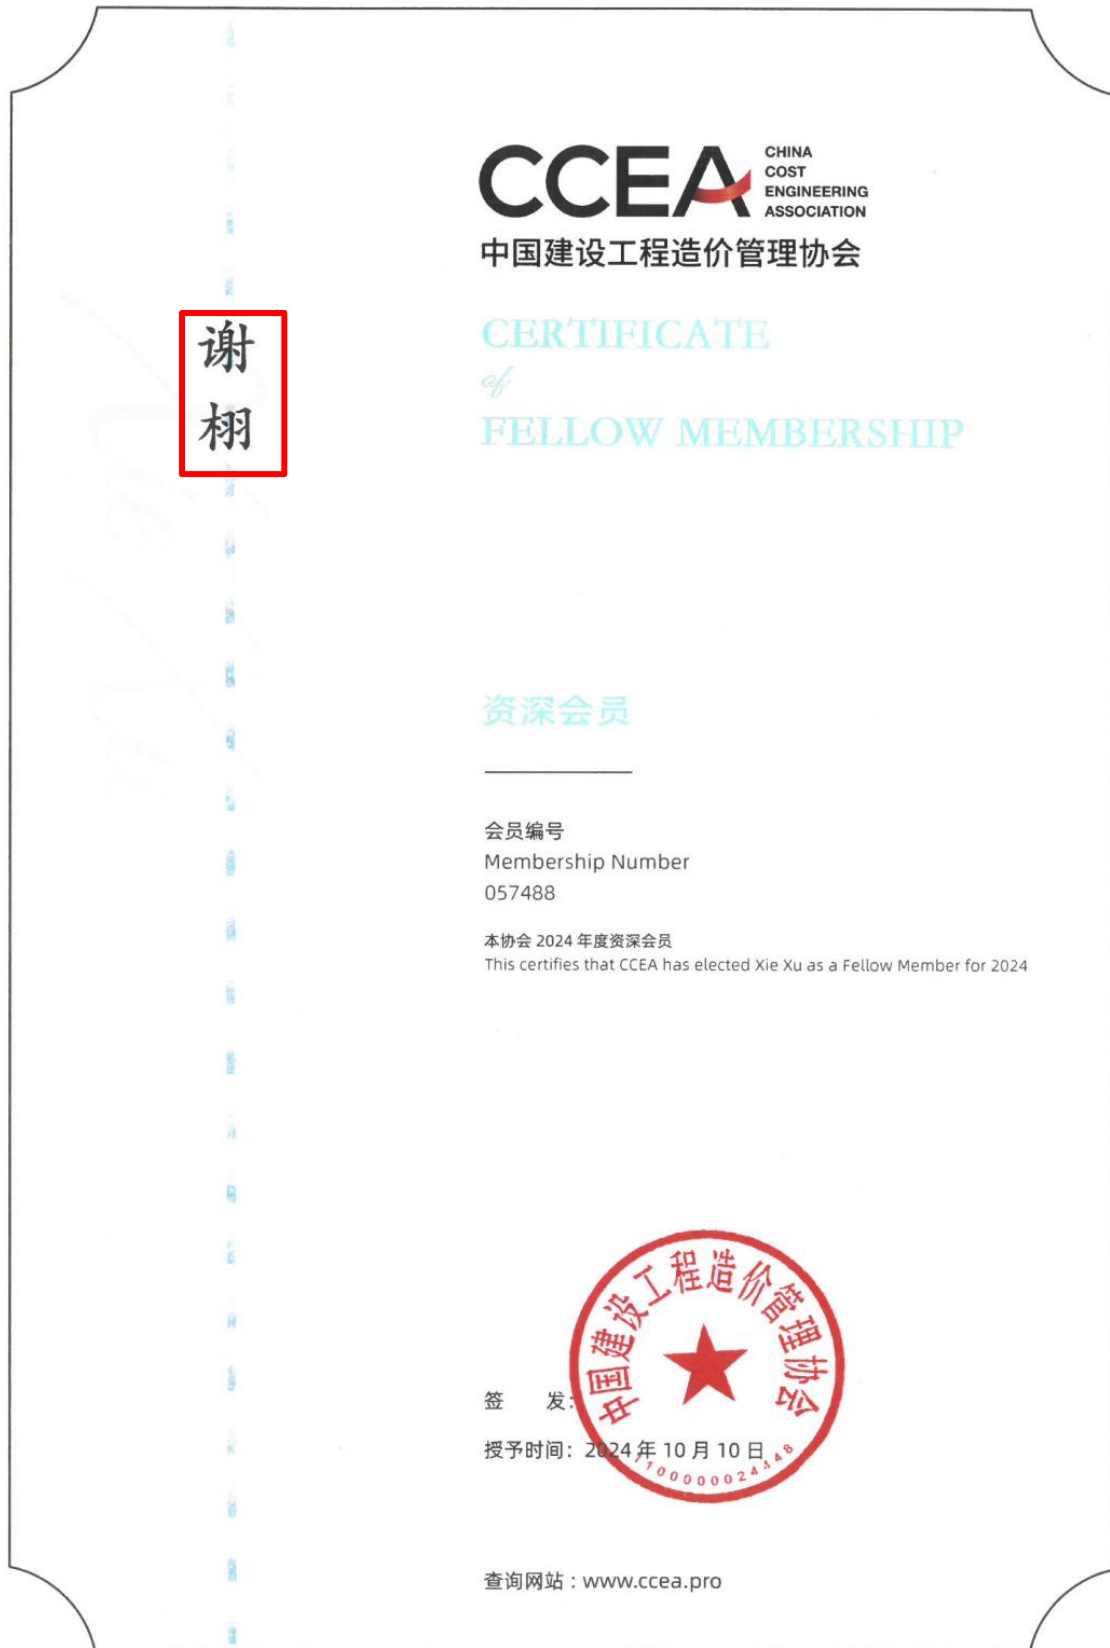 CCEA
CHINA
COST
ENGINEERING
ASSOCIATION
中国建设工程造价管理协会
谢
栩
CERTIFICATE
of
FELLOW MEMBERSHIP
资深会员
会员编号
Membership Number
057488
本协会 2024 年度资深会员
This certifies that CCEA has elected Xie Xu as a Fellow Member for 2024
中国建设工程造价管理协会
签 发:
授予时间: 2024 年 10 月 10 日
1100000024448
查询网站：www.ccea.pro